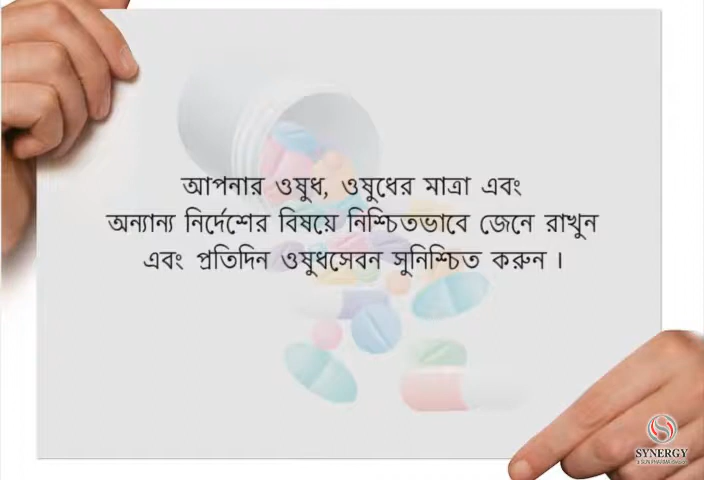 আপনার ওষুধ, ওষুধের মাত্রা এবং
অন্যান্য নির্দেশের বিষয়ে নিশ্চিতভাবে জেনে রাখুন
এবং প্রতিদিন ওষুধসেবন সুনিশ্চিত করুন ।
SYNERGY